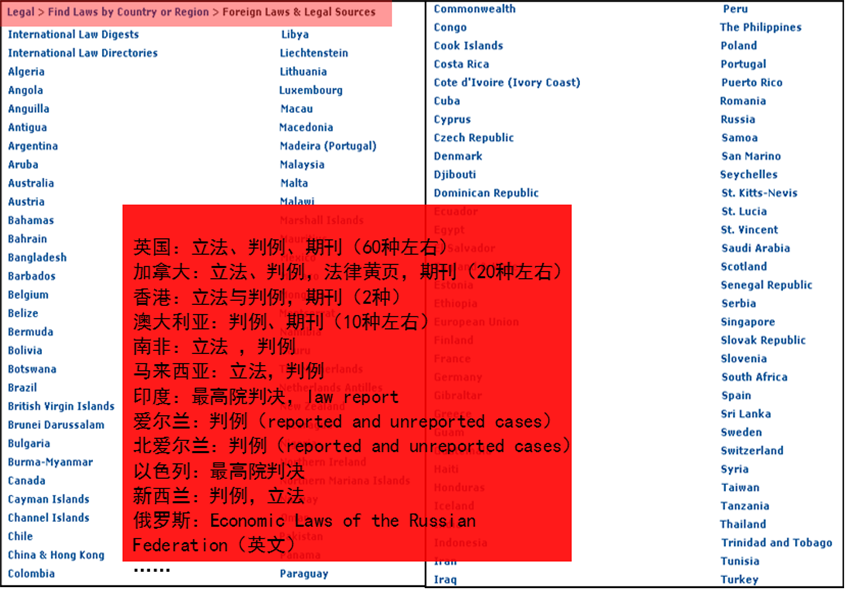 Legal > Find Laws by Country or Region > Foreign Laws & Legal Sources
International Law Digests
International Law Directories
Algeria
Angola
Anguilla
Antigua
Argentina
Aruba
Australia
Austria
Bahamas
Bahrain
Bangladesh
Barbados
Belgium
Belize
Bermuda
Bolivia
Botswana
Brazil
British Virgin Islands
Brunei Darussalam
Bulgaria
Burma-Myanmar
Canada
Cayman Islands
Channel Islands
Chile
China & Hong Kong
Colombia
Libya
Liechtenstein
Lithuania
Luxembourg
Macau
Macedonia
Madeira (Portugal)
Malaysia
Malta
Malawi
Marshall Islands
Netherlands Antilles
Northern Ireland
Northern Mariana Islands
Panama
Paraguay
英国：立法、判例、期刊（60种左右）
加拿大：立法、判例，法律黄页，期刊（20种左右）
香港：立法与判例，期刊（2种）
澳大利亚：判例、期刊（10种左右）
南非：立法 ，判例
马来西亚：立法，判例
印度：最高院判决，law report
爱尔兰：判例（reported and unreported cases）
北爱尔兰：判例（reported and unreported cases）
以色列：最高院判决
新西兰：判例，立法
俄罗斯：Economic Laws of the Russian
Federation（英文）
······
Commonwealth
Congo
Cook Islands
Costa Rica
Cote d'Ivoire (Ivory Coast)
Cuba
Cyprus
Czech Republic
Denmark
Djibouti
Dominican Republic
Ecuador
Egypt
Estonia
Ethiopia
European Union
Finland
France
Germany
Gibraltar
Greece
Guam
Haiti
Honduras
Iceland
Indonesia
Iran
Iraq
Peru
The Philippines
Poland
Portugal
Puerto Rico
Romania
Russia
Samoa
San Marino
Seychelles
St. Kitts-Nevis
St. Lucia
St. Vincent
Saudi Arabia
Scotland
Senegal Republic
Serbia
Singapore
Slovak Republic
Slovenia
South Africa
Spain
Sri Lanka
Sweden
Switzerland
Syria
Taiwan
Tanzania
Thailand
Trinidad and Tobago
Tunisia
Turkey